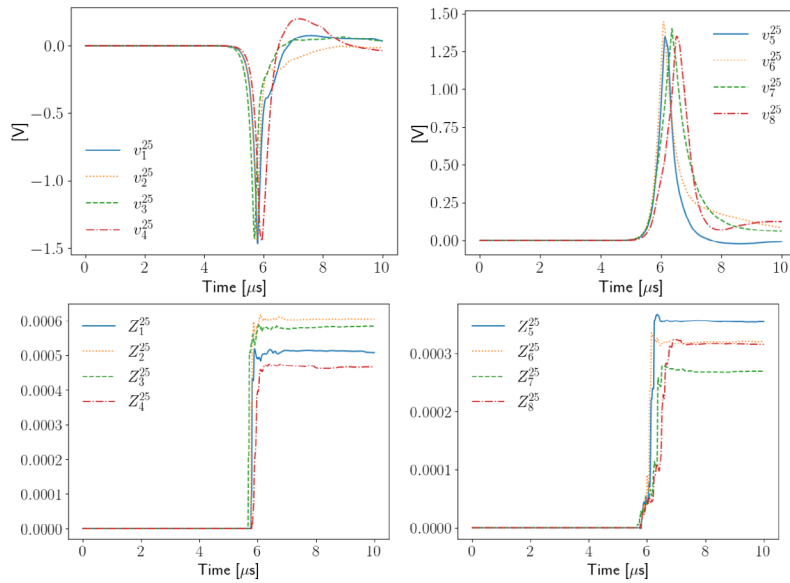 0.0
−0.5
−1.0
−1.5
[V]
v_1^25
v_2^25
v_3^25
v_4^25
0 2 4 6 8 10
Time [μs]
1.50
1.25
1.00
0.75
0.50
0.25
0.00
[V]
v_5^25
v_6^25
v_7^25
v_8^25
0 2 4 6 8 10
Time [μs]
0.0006
0.0005
0.0004
0.0003
0.0002
0.0001
0.0000
Z_1^25
Z_2^25
Z_3^25
Z_4^25
0 2 4 6 8 10
Time [μs]
0.0003
0.0002
0.0001
0.0000
Z_5^25
Z_6^25
Z_7^25
Z_8^25
0 2 4 6 8 10
Time [μs]